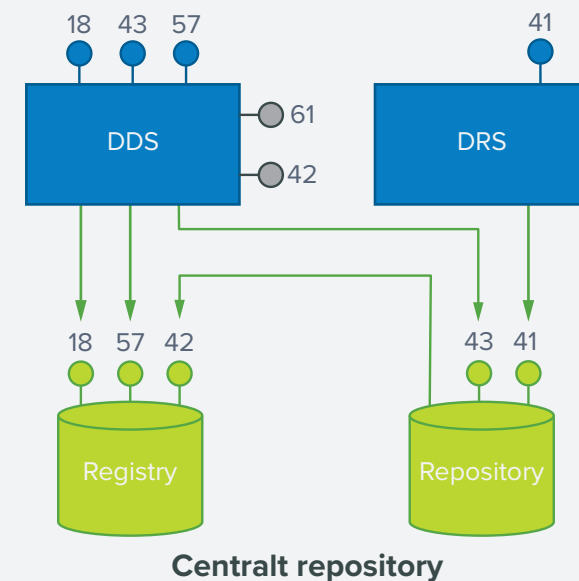 18 43 57 41
61
DDS DRS
42
18 57 42 43 41
Registry Repository
Centralt repository